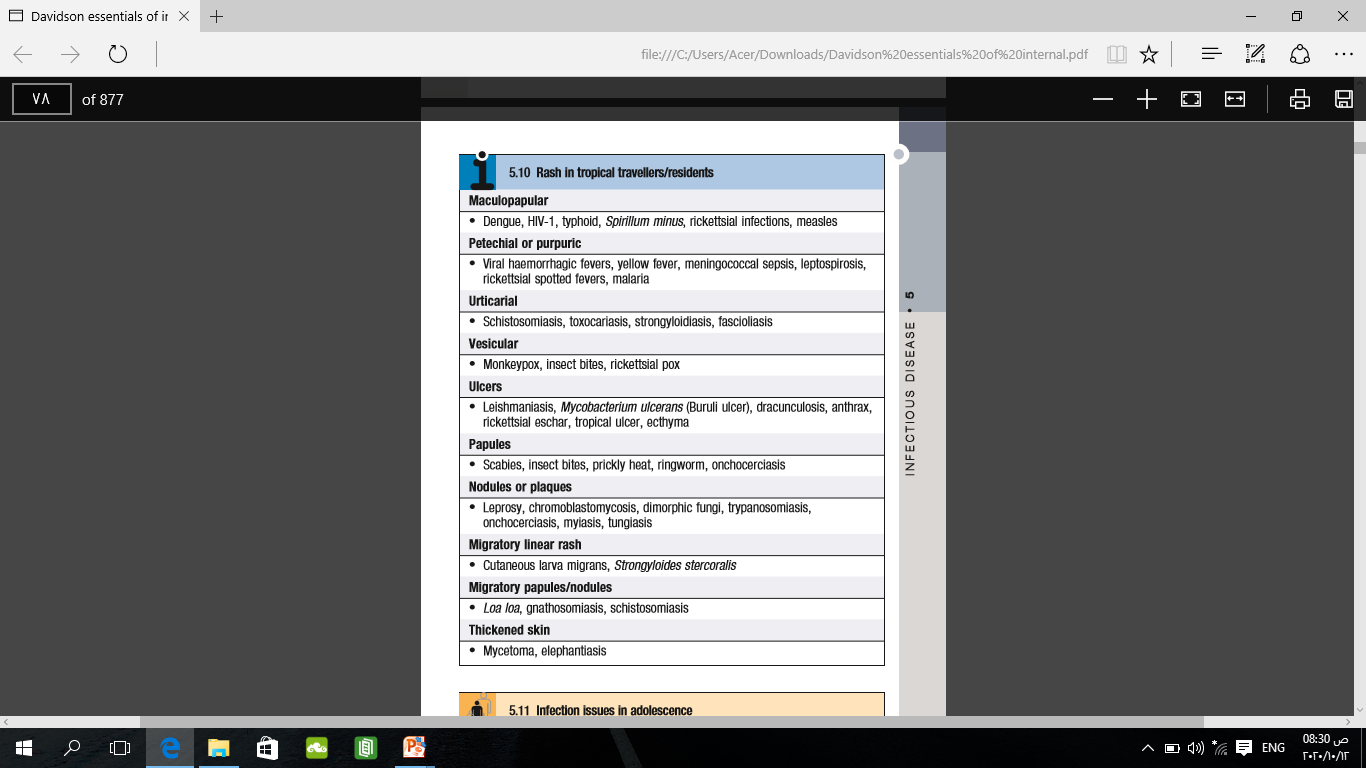 Davidson essentials of ir
file:///C:/Users/Acer/Downloads/Davidson%20essentials%20of%20internal.pdf
٧٨ of 877
5.10 Rash in tropical travellers/residents
Maculopapular
• Dengue, HIV-1, typhoid, Spirillum minus, rickettsial infections, measles
Petechial or purpuric
• Viral haemorrhagic fevers, yellow fever, meningococcal sepsis, leptospirosis,
rickettsial spotted fevers, malaria
Urticarial
• Schistosomiasis, toxocariasis, strongyloidiasis, fascioliasis
Vesicular
• Monkeypox, insect bites, rickettsial pox
Ulcers
• Leishmaniasis, Mycobacterium ulcerans (Buruli ulcer), dracunculosis, anthrax,
rickettsial eschar, tropical ulcer, ecthyma
Papules
• Scabies, insect bites, prickly heat, ringworm, onchocerciasis
Nodules or plaques
• Leprosy, chromoblastomycosis, dimorphic fungi, trypanosomiasis,
onchocerciasis, myiasis, tungiasis
Migratory linear rash
• Cutaneous larva migrans, Strongyloides stercoralis
Migratory papules/nodules
• Loa loa, gnathosomiasis, schistosomiasis
Thickened skin
• Mycetoma, elephantiasis
INFECTIOUS DISEASE • 5
5.11 Infection issues in adolescence
ENG
08:30 ص
٢٠٢٠/١٠/١٢